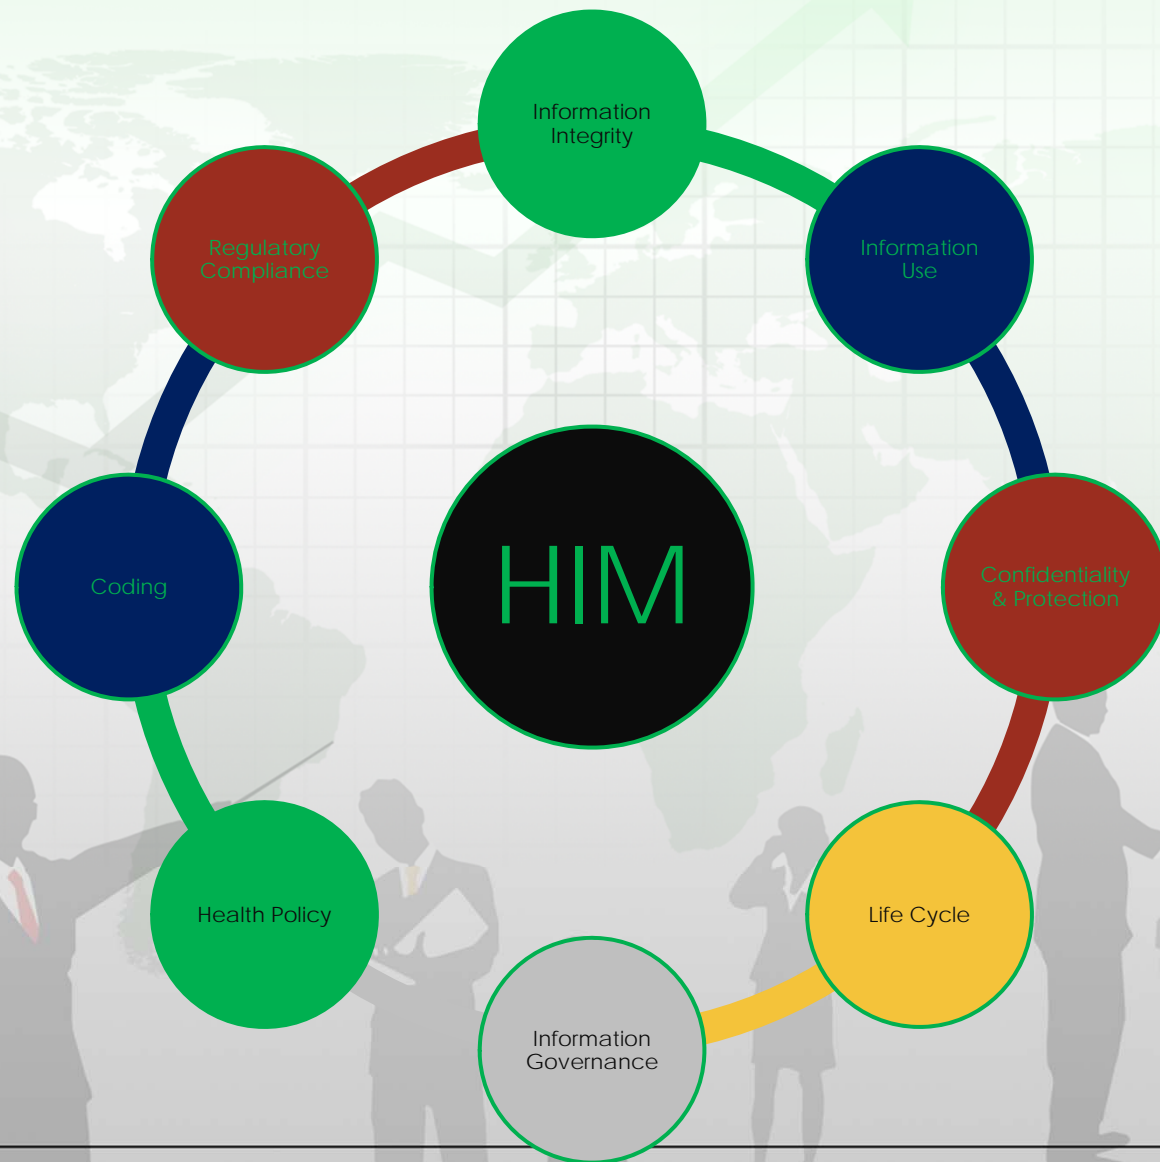 Information
Integrity
Information
Use
Confidentiality
& Protection
Life Cycle
Information
Governance
Health Policy
Coding
Regulatory
Compliance
HIM